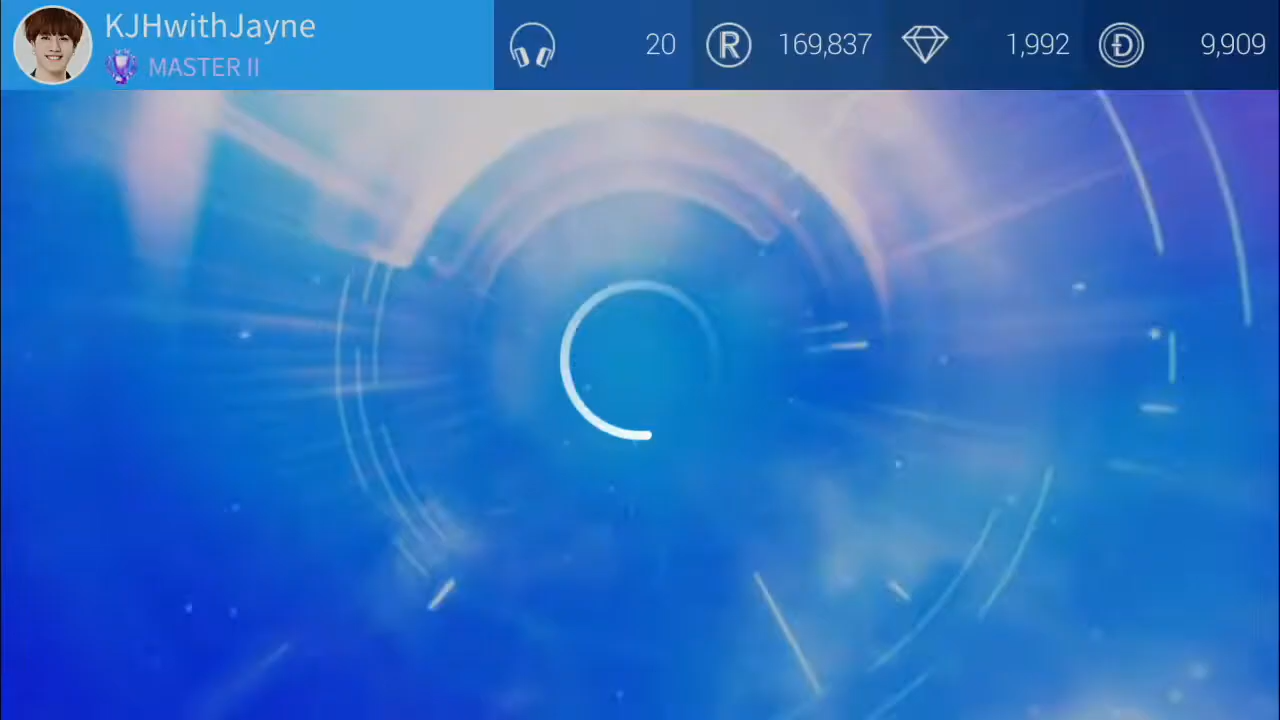 KJHwithJayne
MASTER II
20
R 169,837
1,992
Đ 9,909